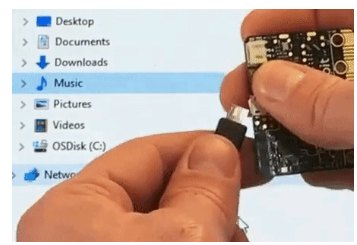 Desktop
Documents
Downloads
Music
Pictures
Videos
OSDisk (C:)